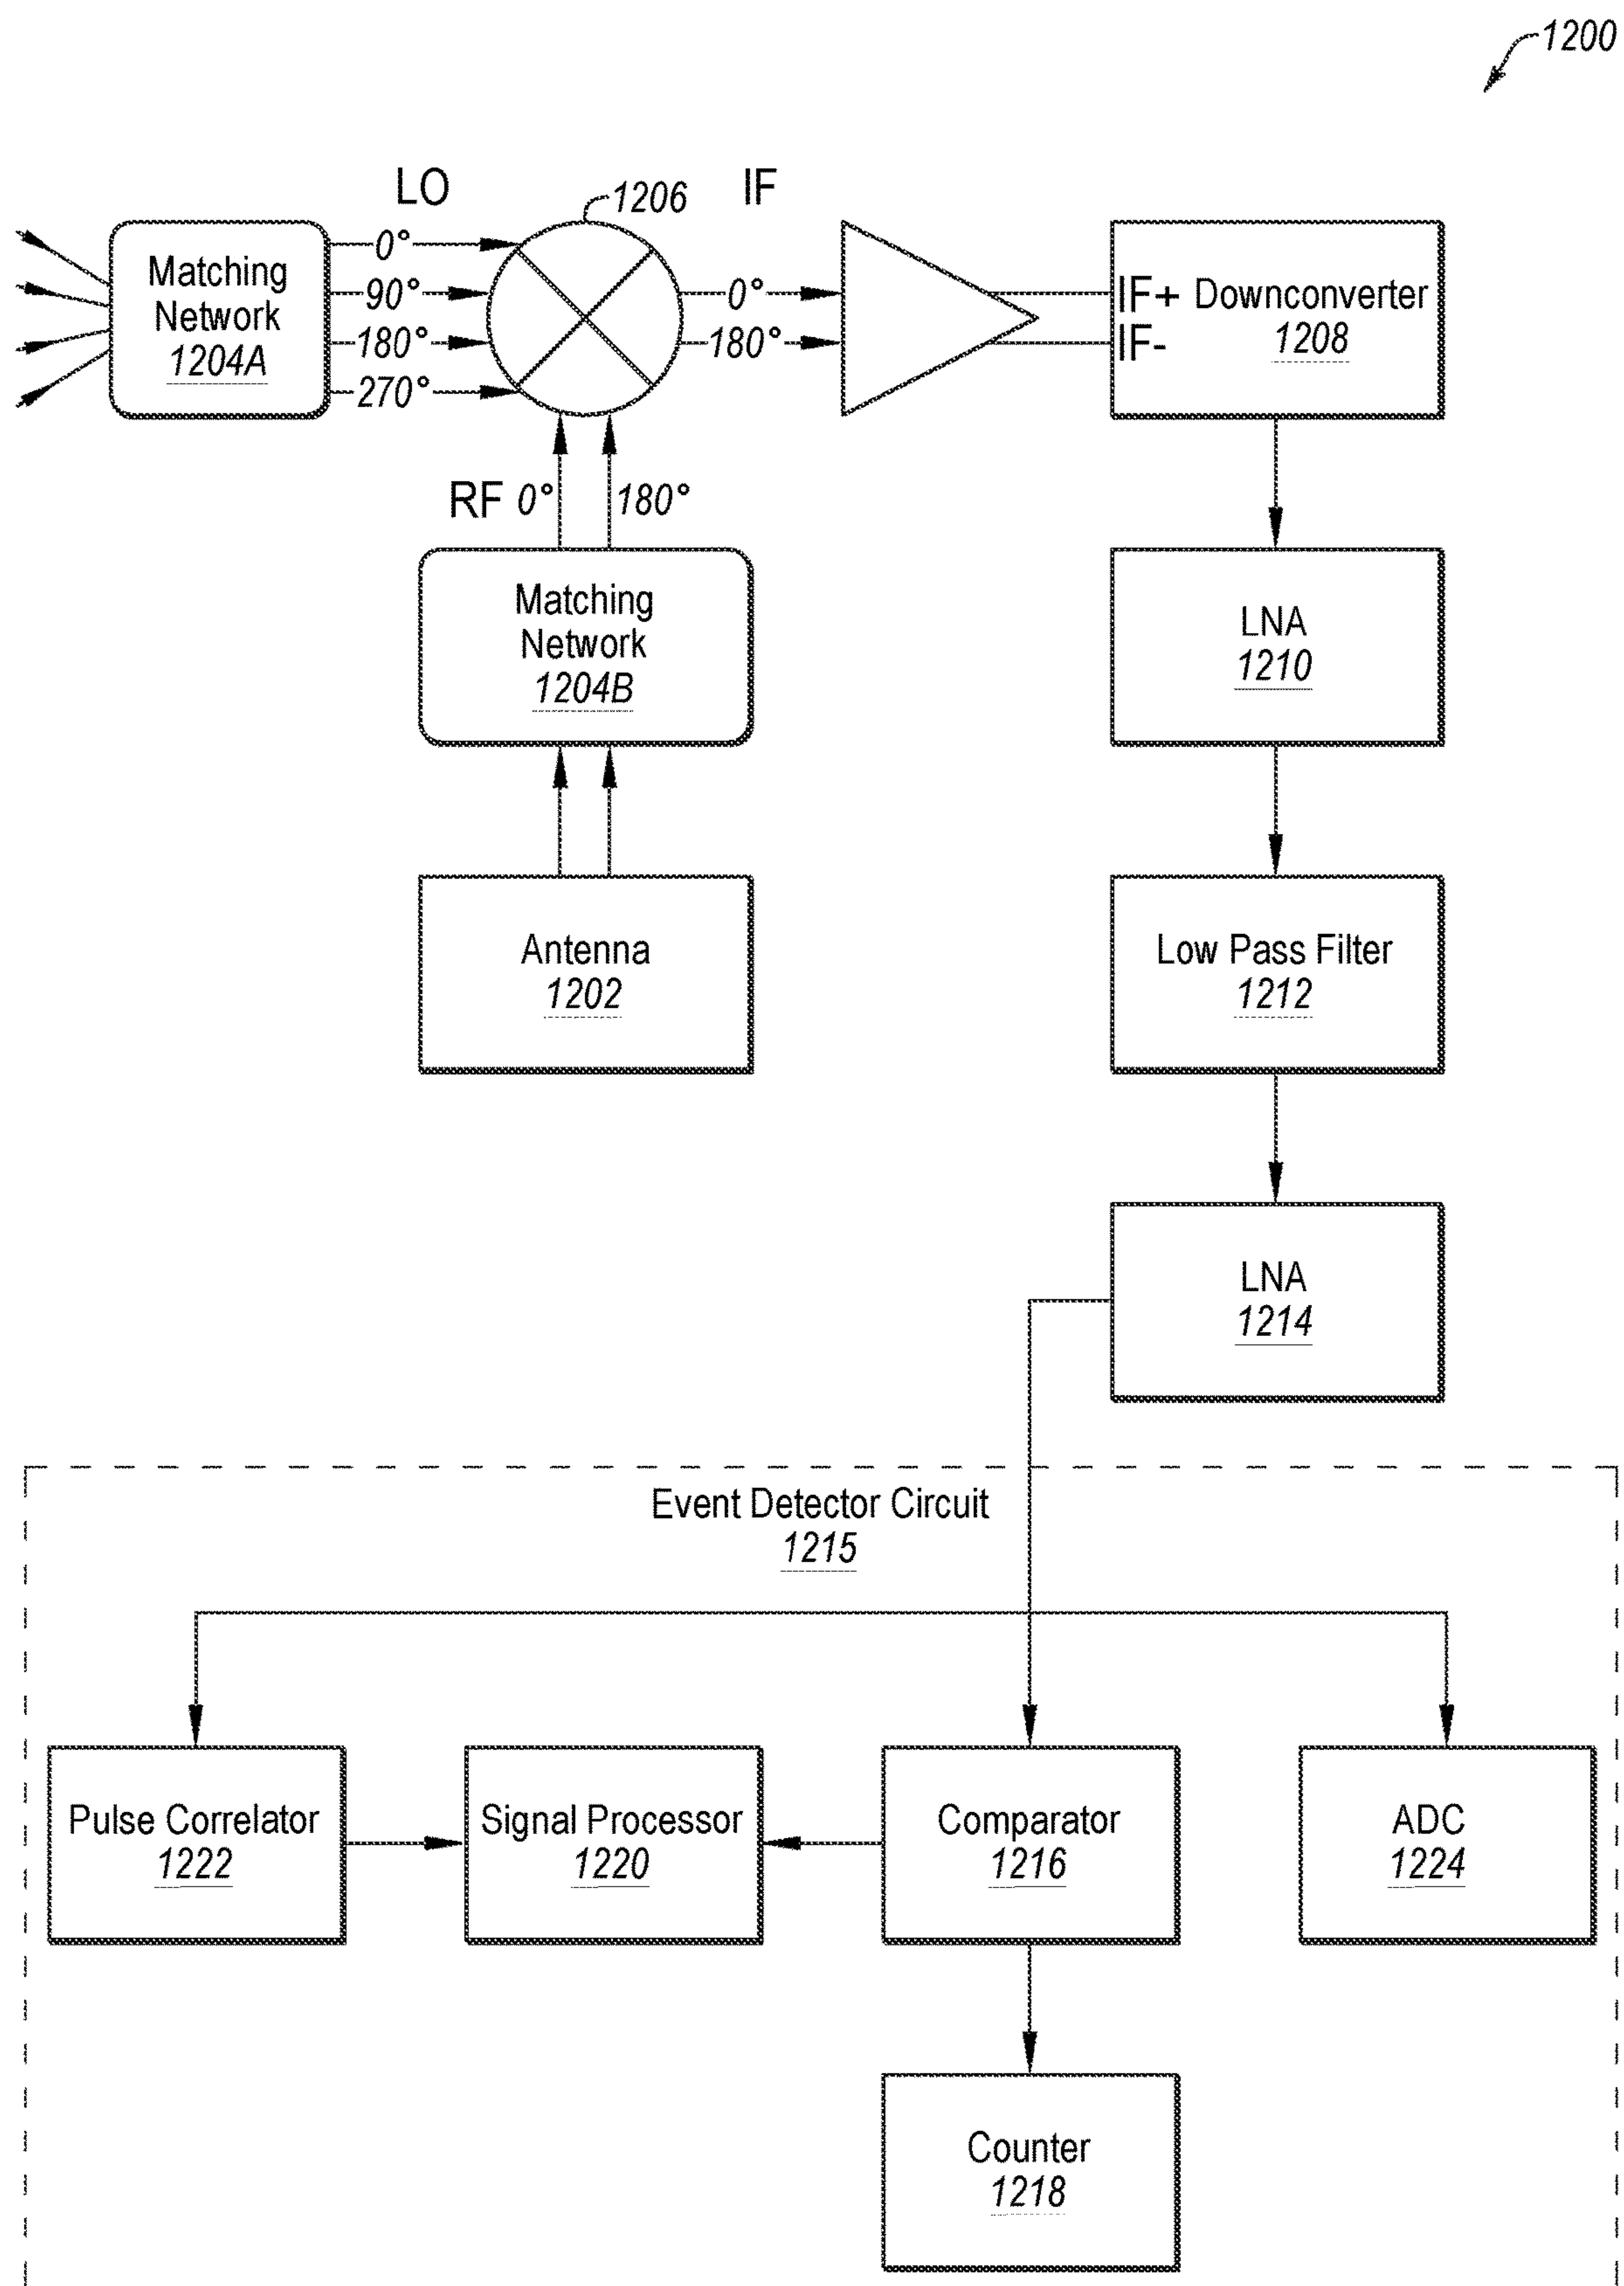 1200
LO
1206
IF
Matching
Network
1204A
0°
90°
180°
270°
0°
180°
IF+ Downconverter
IF-
1208
RF 0°
180°
Matching
Network
1204B
LNA
1210
Antenna
1202
Low Pass Filter
1212
LNA
1214
Event Detector Circuit
1215
Pulse Correlator
1222
Signal Processor
1220
Comparator
1216
ADC
1224
Counter
1218